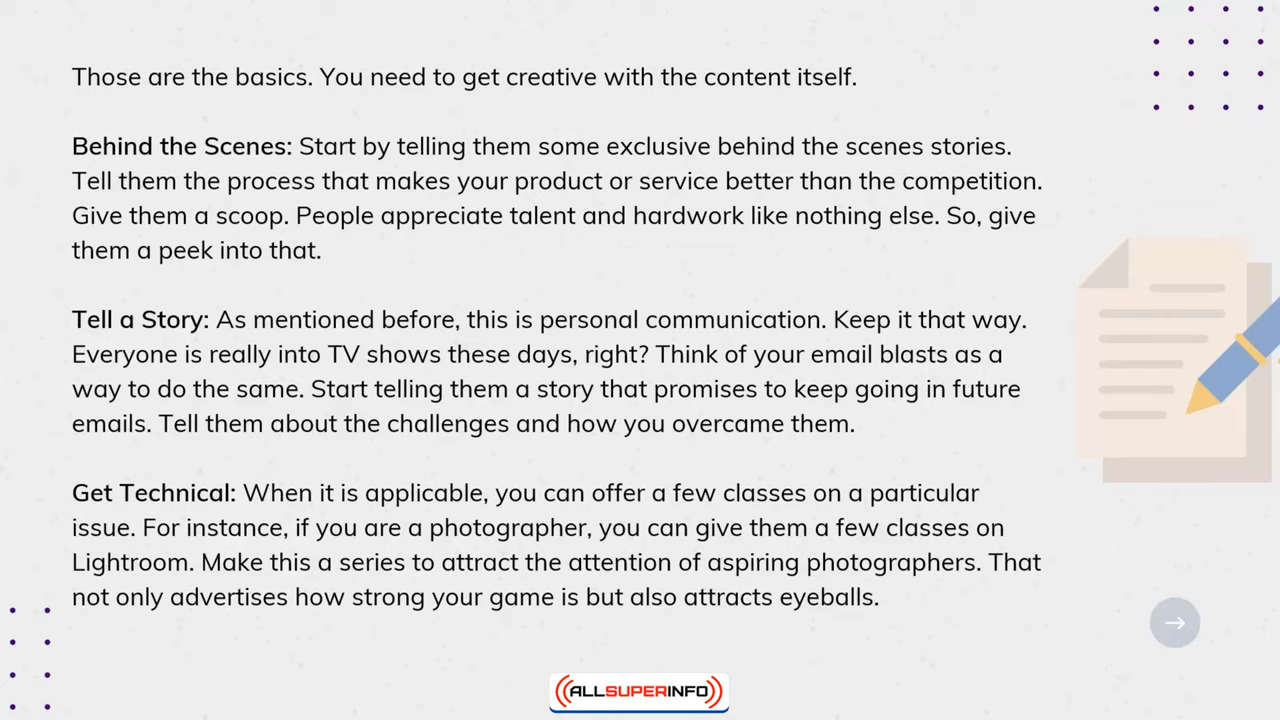 Those are the basics. You need to get creative with the content itself.
Behind the Scenes: Start by telling them some exclusive behind the scenes stories.
Tell them the process that makes your product or service better than the competition.
Give them a scoop. People appreciate talent and hardwork like nothing else. So, give
them a peek into that.
Tell a Story: As mentioned before, this is personal communication. Keep it that way.
Everyone is really into TV shows these days, right? Think of your email blasts as a
way to do the same. Start telling them a story that promises to keep going in future
emails. Tell them about the challenges and how you overcame them.
Get Technical: When it is applicable, you can offer a few classes on a particular
issue. For instance, if you are a photographer, you can give them a few classes on
Lightroom. Make this a series to attract the attention of aspiring photographers. That
not only advertises how strong your game is but also attracts eyeballs.
ALLSUPERINFO